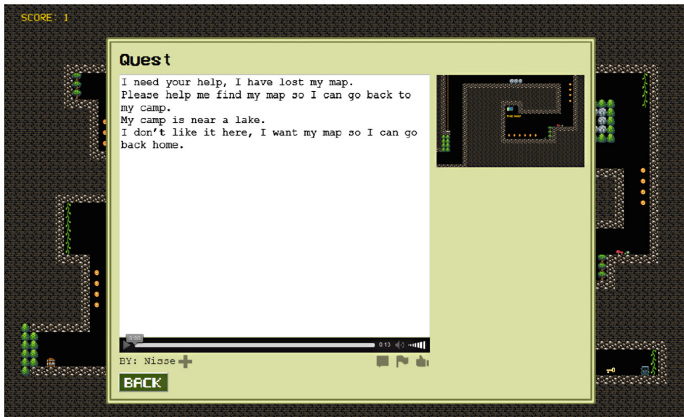 SCORE: 1
Quest
I need your help, I have lost my map.
Please help me find my map so I can go back to
my camp.
My camp is near a lake.
I don't like it here, I want my map so I can go
back home.
0:13
BY: Nisse
BACK